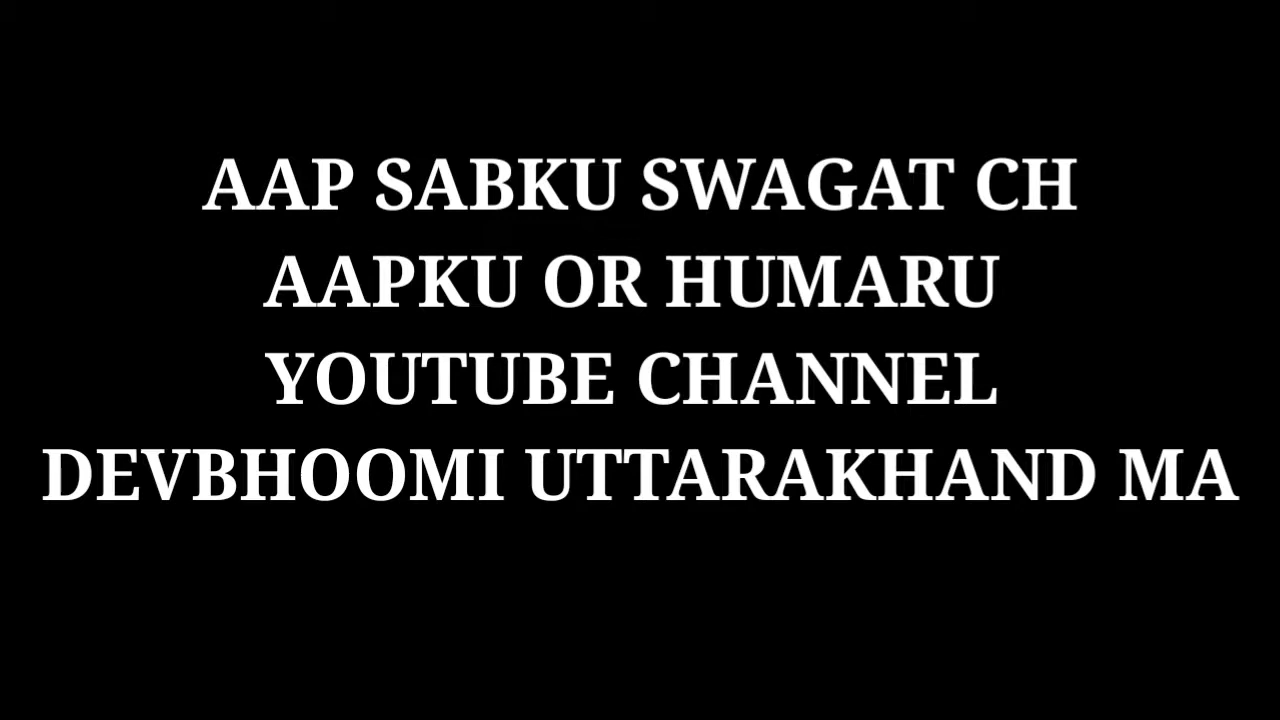 AAP SABKU SWAGAT CH
AAPKU OR HUMARU
YOUTUBE CHANNEL
DEVBHOOMI UTTARAKHAND MA